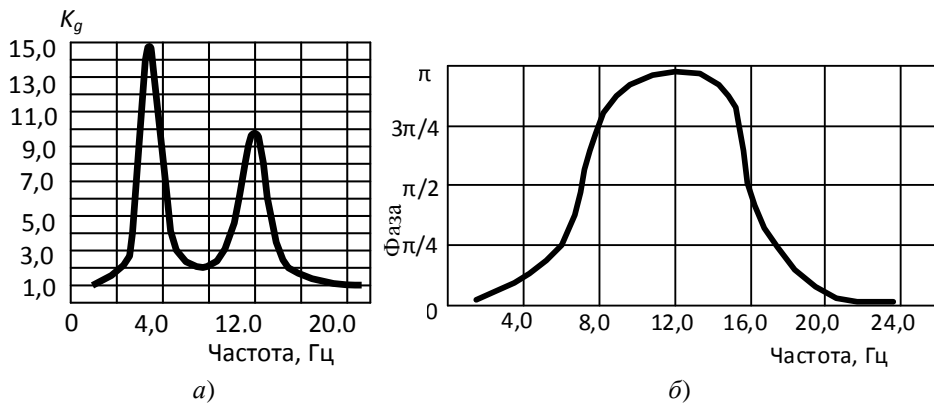 Kg
15,0
13,0
11,0
9,0
7,0
5,0
3,0
1,0
0 4,0 12.0 20.0
Частота, Гц
а)
π
3π/4
π/2
π/4
0
Фаза
4,0 8,0 12,0 16,0 20,0 24,0
Частота, Гц
б)